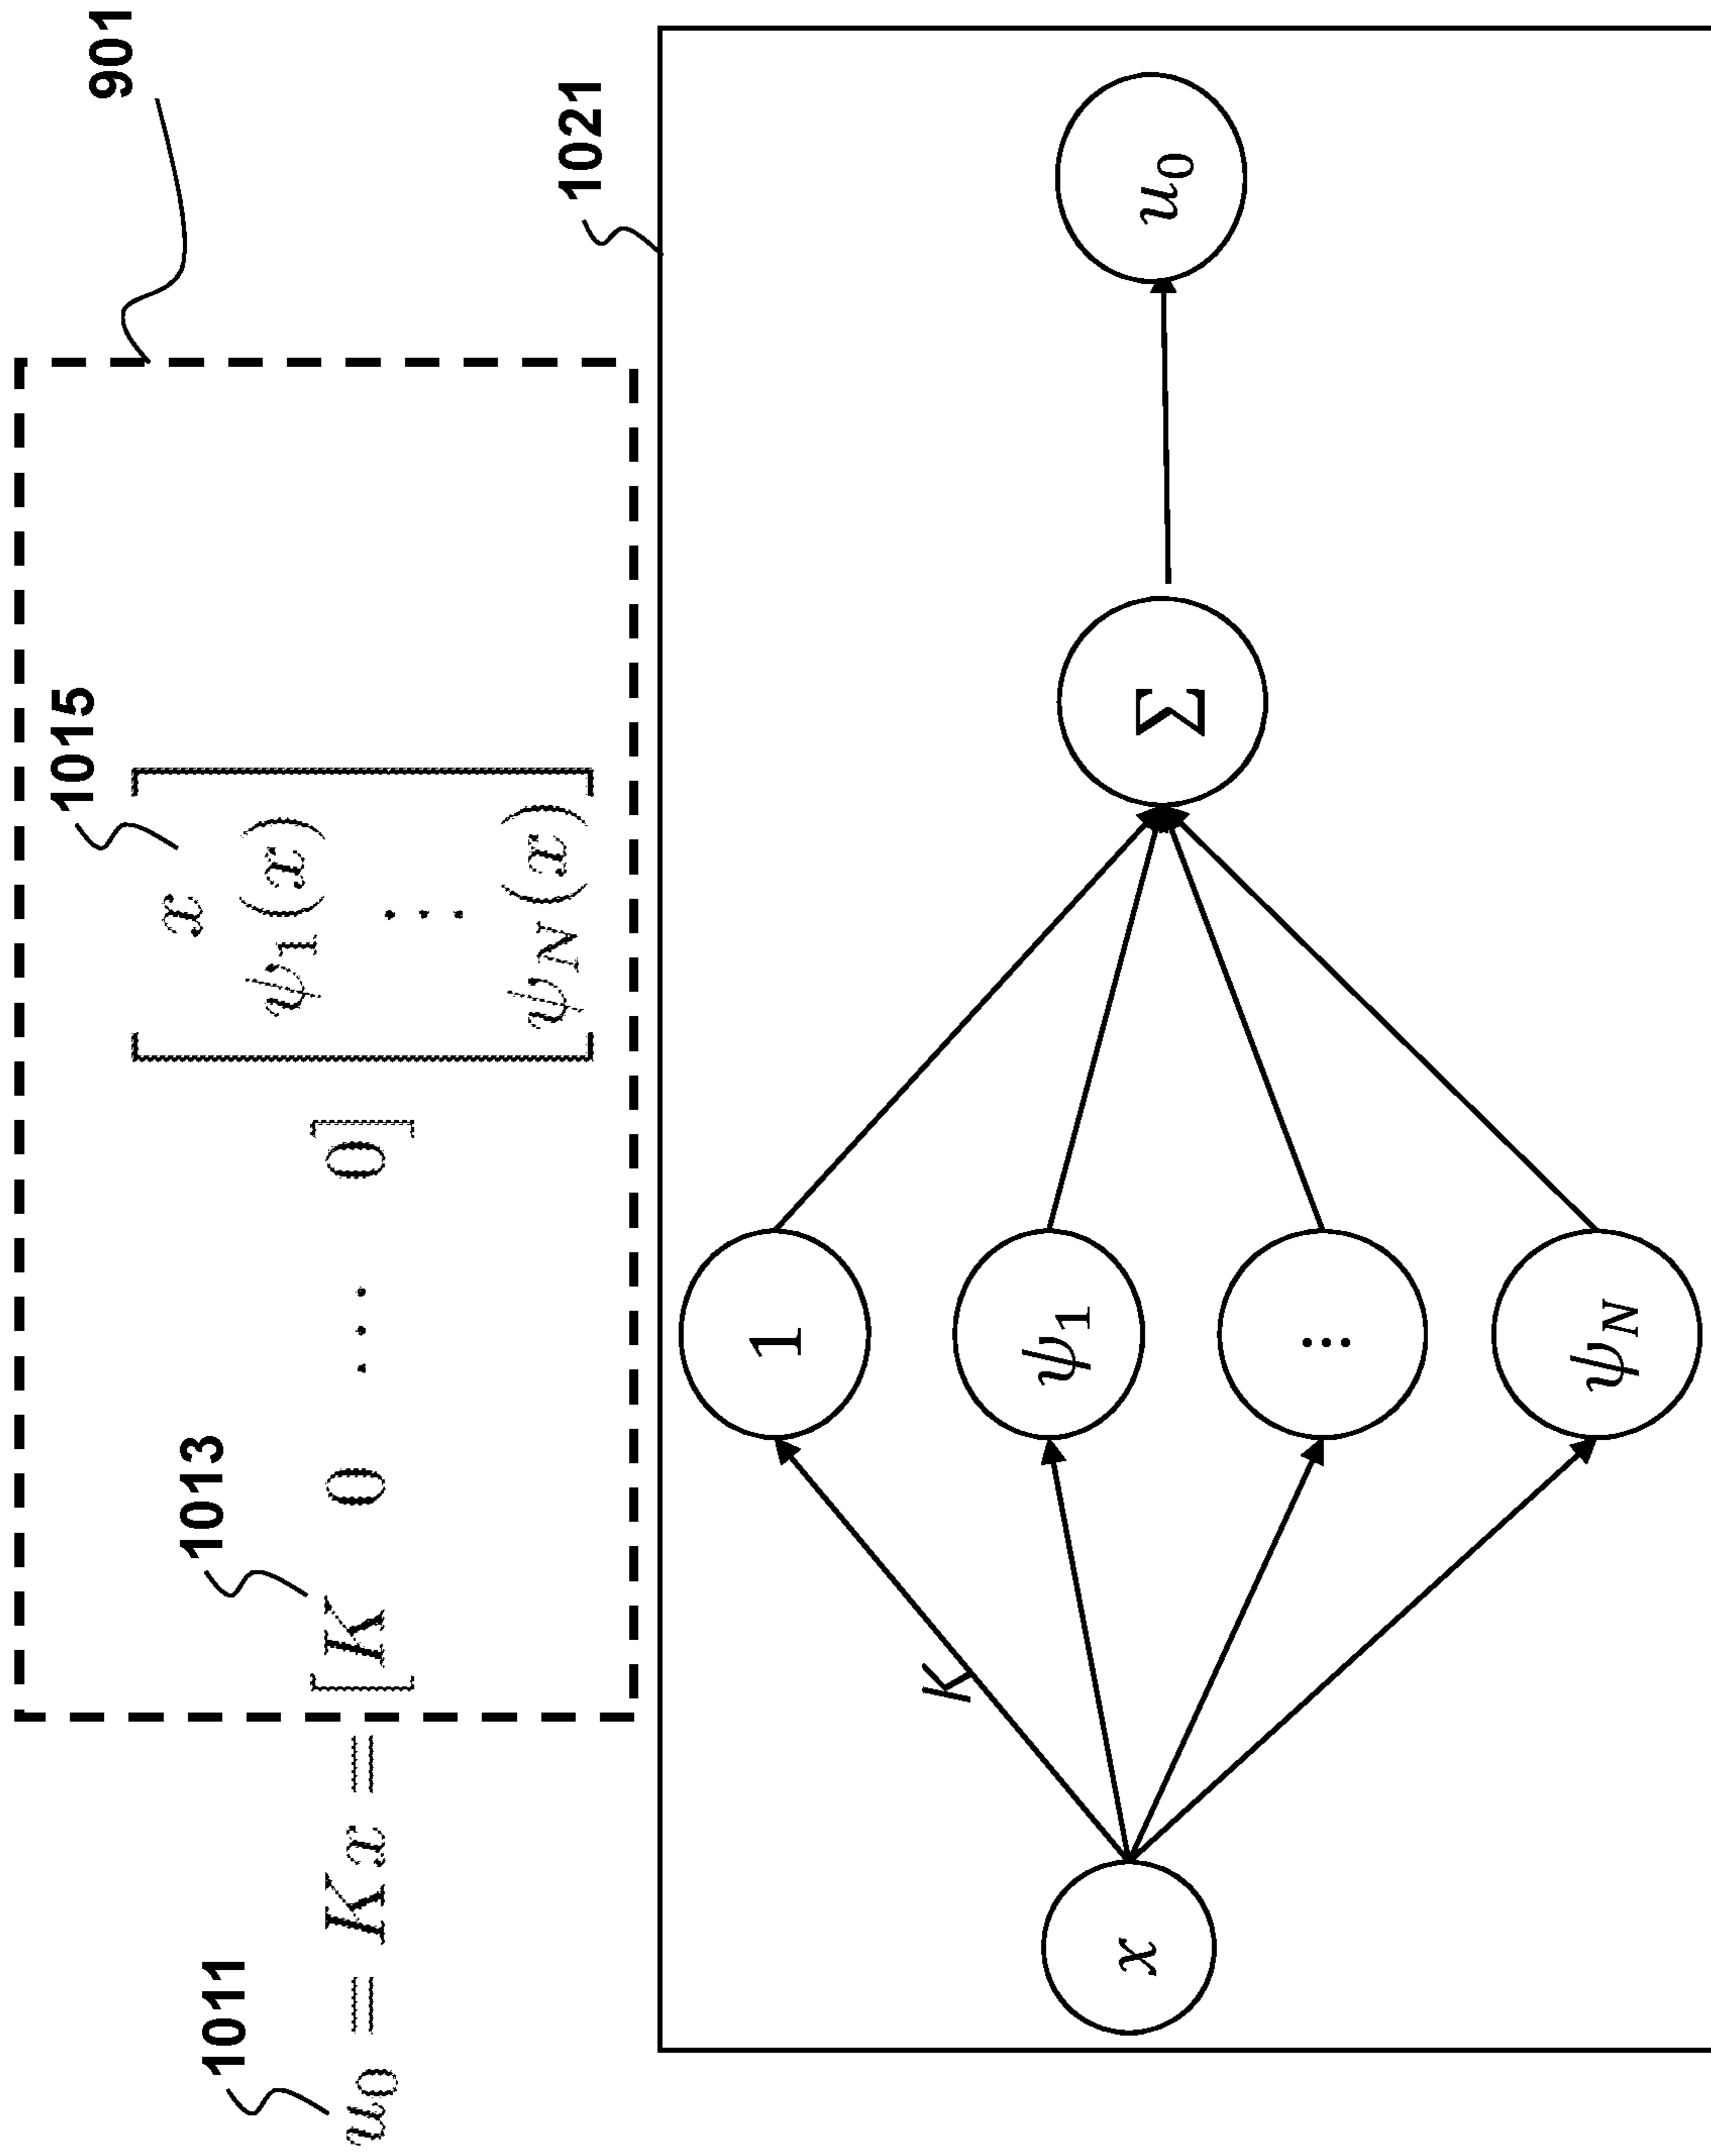 901
1015
1013
1011
u₀ = Kx = [K 0 ⋯ 0] [x ψ₁(x) ⋮ ψ_N(x)]
1021
1
K
ψ₁
x
Σ
u₀
⋮
ψ_N